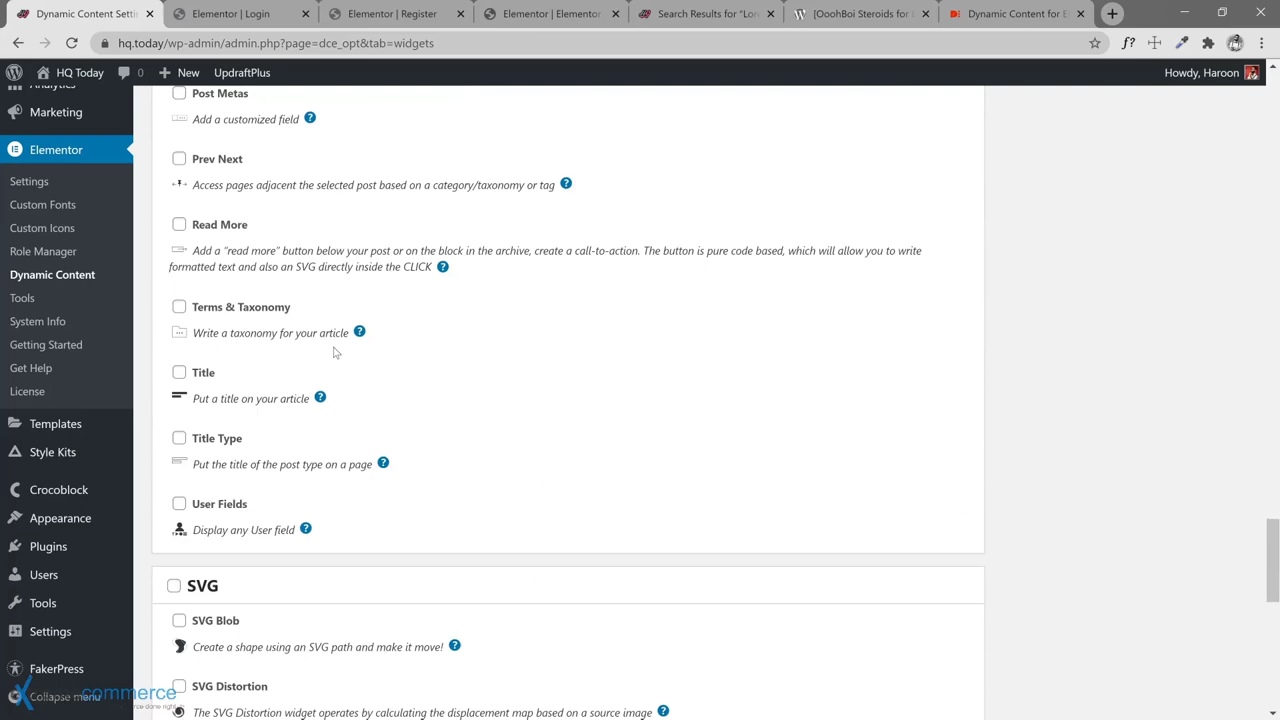 Dynamic Content Setti
Elementor | Login
Elementor | Register
Elementor | Elementor
Search Results for "Lore
[OoohBoi Steroids for
Dynamic Content for E
hq.today/wp-admin/admin.php?page=dce_opt&tab=widgets
HQ Today
0
New
UpdraftPlus
Howdy, Haroon
Analytics
Marketing
Elementor
Settings
Custom Fonts
Custom Icons
Role Manager
Dynamic Content
Tools
System Info
Getting Started
Get Help
License
Templates
Style Kits
Crocoblock
Appearance
Plugins
Users
Tools
Settings
FakerPress
Collapse menu
commerce
Post Metas
Add a customized field
Prev Next
Access pages adjacent the selected post based on a category/taxonomy or tag
Read More
Add a "read more" button below your post or on the block in the archive, create a call-to-action. The button is pure code based, which will allow you to write
formatted text and also an SVG directly inside the CLICK
Terms & Taxonomy
Write a taxonomy for your article
Title
Put a title on your article
Title Type
Put the title of the post type on a page
User Fields
Display any User field
SVG
SVG Blob
Create a shape using an SVG path and make it move!
SVG Distortion
The SVG Distortion widget operates by calculating the displacement map based on a source image